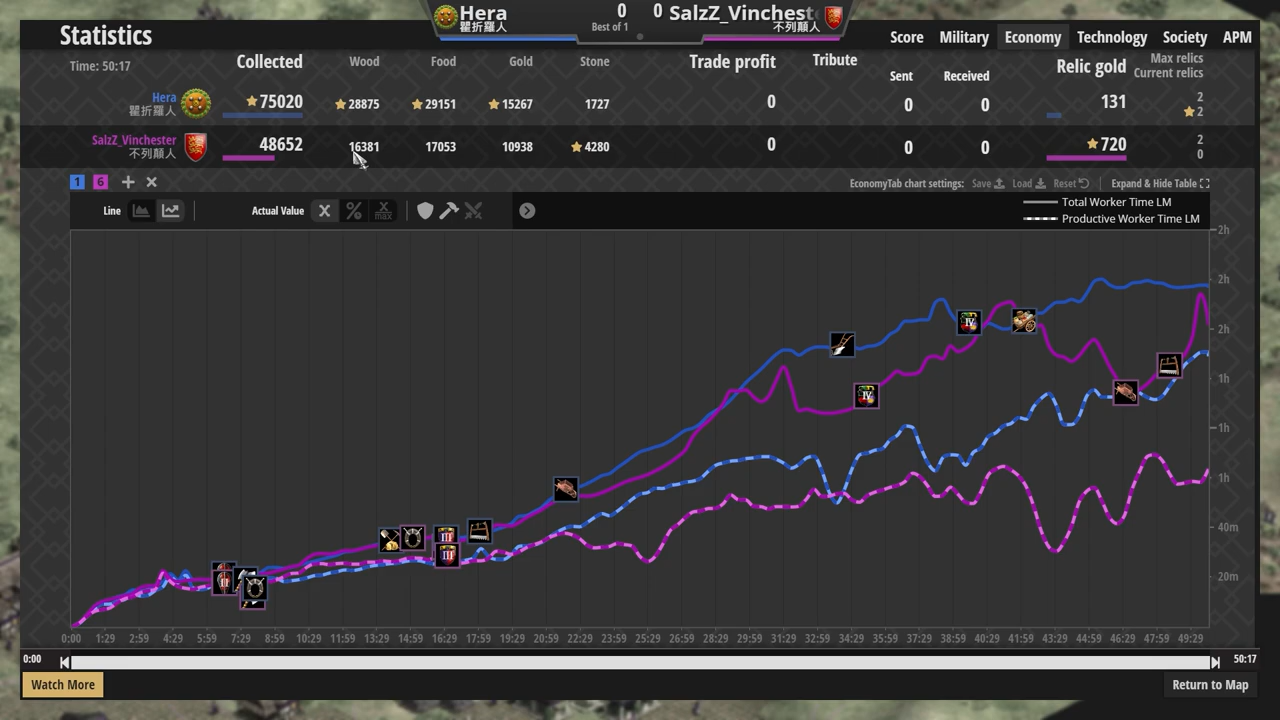 Hera
瞿折羅人
0
Best of 1
0
SalzZ_Vinchest
不列顛人
Statistics
Score
Military
Economy
Technology
Society
APM
Time: 50:17
Collected
Wood
Food
Gold
Stone
Trade profit
Tribute
Sent
Received
Relic gold
Max relics
Current relics
Hera
瞿折羅人
75020
28875
29151
15267
1727
0
0
0
131
2
2
SalzZ_Vinchester
不列顛人
48652
16381
17053
10938
4280
0
0
0
720
2
0
1
6
EconomyTab chart settings:
Save
Load
Reset
Expand & Hide Table
Line
Actual Value
X
%
X
max
Total Worker Time LM
Productive Worker Time LM
2h
2h
2h
1h
1h
1h
40m
20m
IV
IV
III
III
II
0:00 1:29 2:59 4:29 5:59 7:29 8:59 10:29 11:59 13:29 14:59 16:29 17:59 19:29 20:59 22:29 23:59 25:29 26:59 28:29 29:59 31:29 32:59 34:29 35:59 37:29 38:59 40:29 41:59 43:29 44:59 46:29 47:59 49:29
0:00
50:17
Watch More
Return to Map